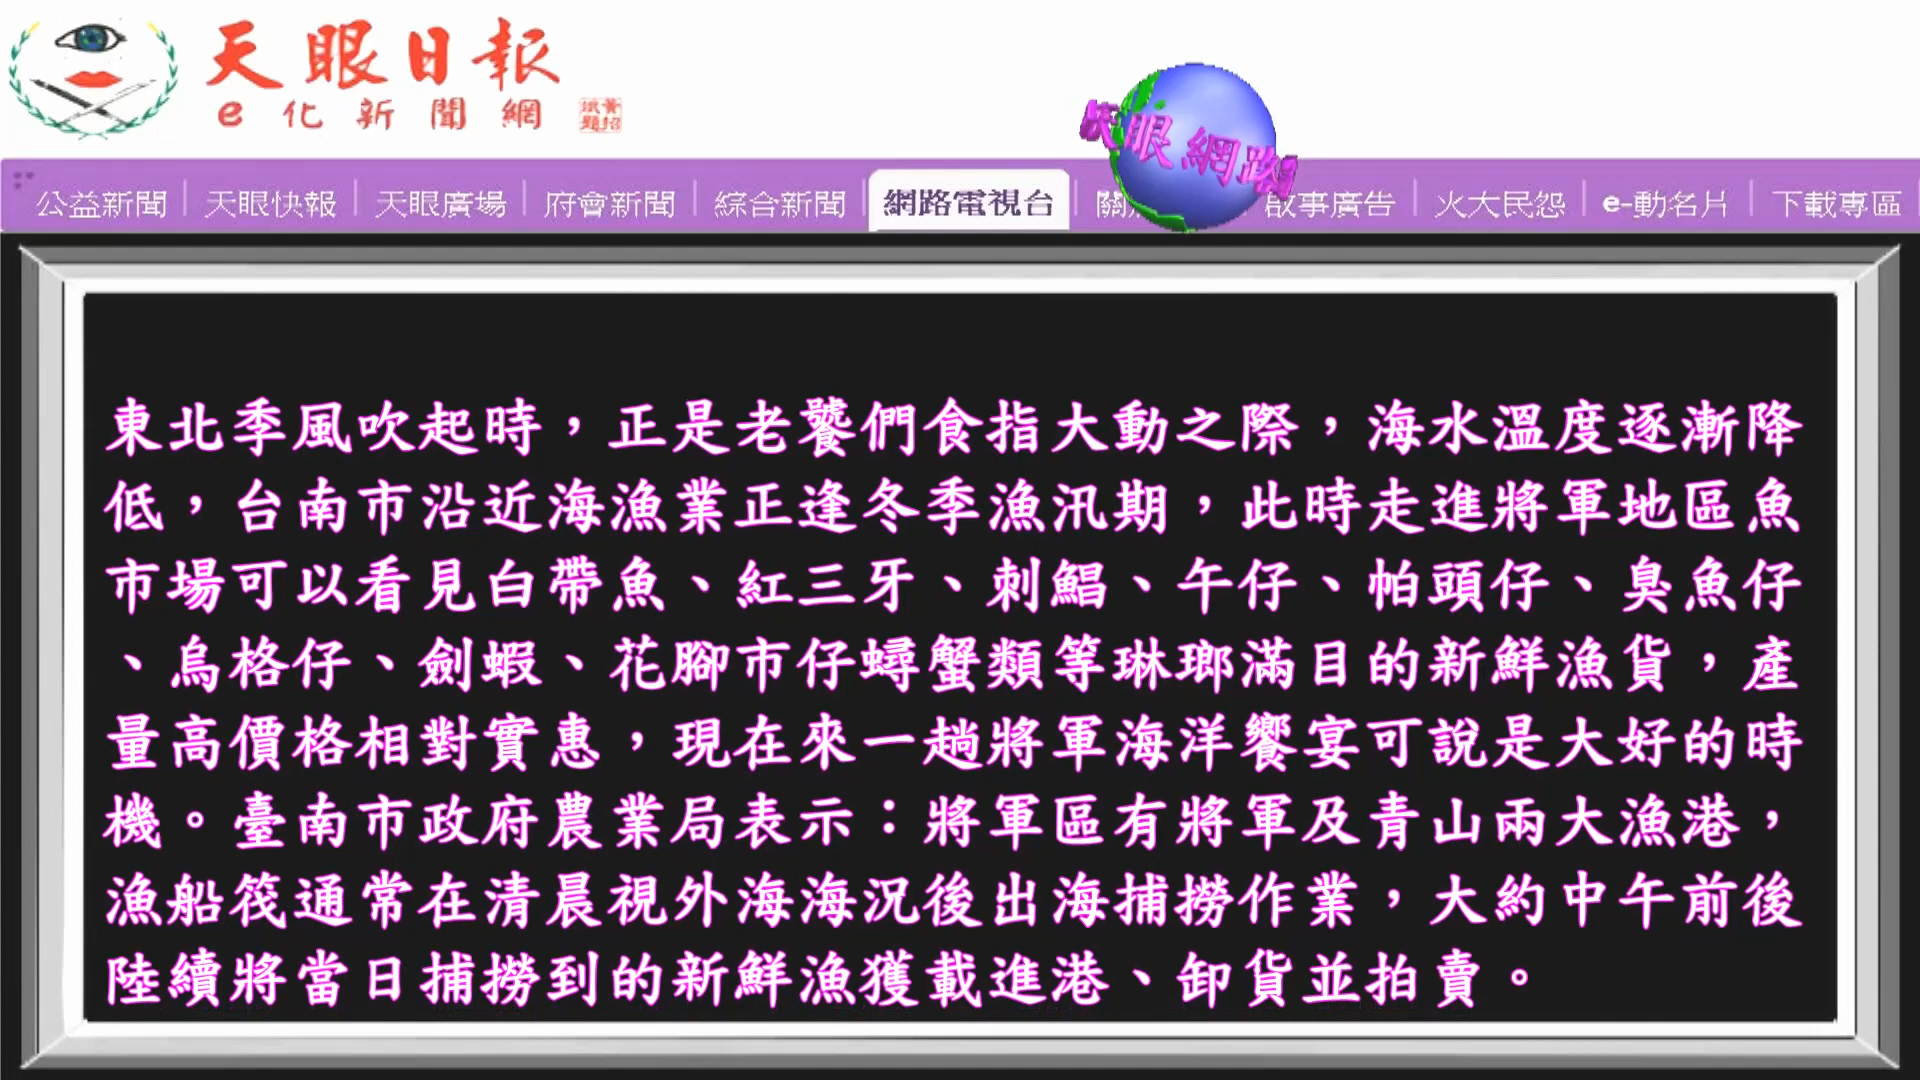 天眼日報
e化新聞網
天眼網路
公益新聞 天眼快報 天眼廣場 府會新聞 綜合新聞 網路電視台 關 啟事廣告 火大民怨 e-動名片 下載專區
東北季風吹起時，正是老饕們食指大動之際，海水溫度逐漸降
低，台南市沿近海漁業正逢冬季漁汛期，此時走進將軍地區魚
市場可以看見白帶魚、紅三牙、刺鯧、午仔、帕頭仔、臭魚仔
、烏格仔、劍蝦、花腳市仔蟳蟹類等琳瑯滿目的新鮮漁貨，產
量高價格相對實惠，現在來一趟將軍海洋饗宴可說是大好的時
機。臺南市政府農業局表示：將軍區有將軍及青山兩大漁港，
漁船筏通常在清晨視外海海況後出海捕撈作業，大約中午前後
陸續將當日捕撈到的新鮮漁獲載進港、卸貨並拍賣。